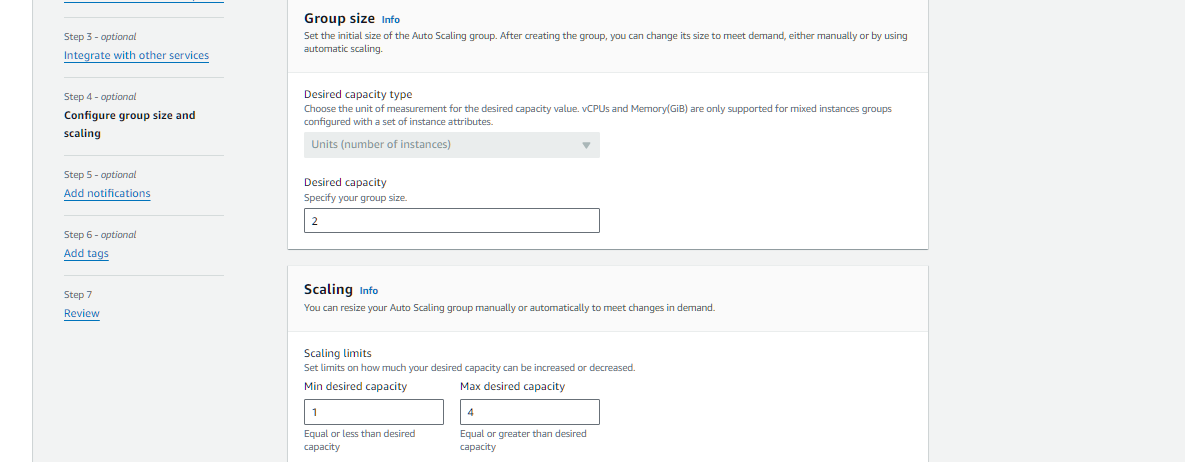 Step 3 - optional
Integrate with other services
Step 4 - optional
Configure group size and
scaling
Step 5 - optional
Add notifications
Step 6 - optional
Add tags
Step 7
Review
Group size Info
Set the initial size of the Auto Scaling group. After creating the group, you can change its size to meet demand, either manually or by using
automatic scaling.
Desired capacity type
Choose the unit of measurement for the desired capacity value. vCPUs and Memory(GiB) are only supported for mixed instances groups
configured with a set of instance attributes.
Units (number of instances)
Desired capacity
Specify your group size.
2
Scaling Info
You can resize your Auto Scaling group manually or automatically to meet changes in demand.
Scaling limits
Set limits on how much your desired capacity can be increased or decreased.
Min desired capacity
1
Equal or less than desired
capacity
Max desired capacity
4
Equal or greater than desired
capacity